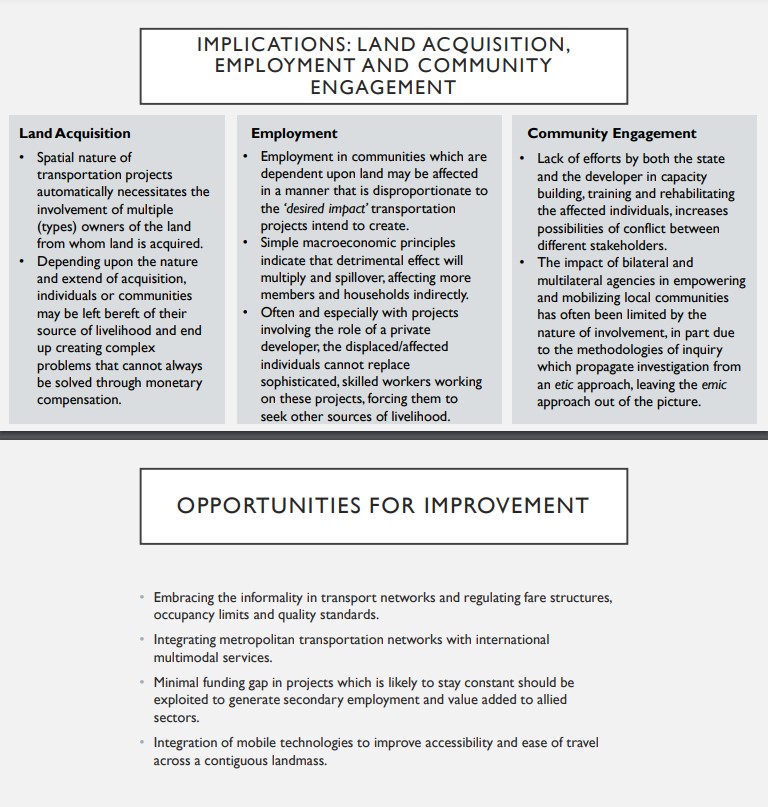 IMPLICATIONS: LAND ACQUISITION,
EMPLOYMENT AND COMMUNITY
ENGAGEMENT
Land Acquisition
• Spatial nature of
transportation projects
automatically necessitates the
involvement of multiple
(types) owners of the land
from whom land is acquired.
• Depending upon the nature
and extend of acquisition,
individuals or communities
may be left bereft of their
source of livelihood and end
up creating complex
problems that cannot always
be solved through monetary
compensation.
Employment
• Employment in communities which are
dependent upon land may be affected
in a manner that is disproportionate to
the ‘desired impact’ transportation
projects intend to create.
• Simple macroeconomic principles
indicate that detrimental effect will
multiply and spillover, affecting more
members and households indirectly.
• Often and especially with projects
involving the role of a private
developer, the displaced/affected
individuals cannot replace
sophisticated, skilled workers working
on these projects, forcing them to
seek other sources of livelihood.
Community Engagement
• Lack of efforts by both the state
and the developer in capacity
building, training and rehabilitating
the affected individuals, increases
possibilities of conflict between
different stakeholders.
• The impact of bilateral and
multilateral agencies in empowering
and mobilizing local communities
has often been limited by the
nature of involvement, in part due
to the methodologies of inquiry
which propagate investigation from
an etic approach, leaving the emic
approach out of the picture.
OPPORTUNITIES FOR IMPROVEMENT
• Embracing the informality in transport networks and regulating fare structures,
occupancy limits and quality standards.
• Integrating metropolitan transportation networks with international
multimodal services.
• Minimal funding gap in projects which is likely to stay constant should be
exploited to generate secondary employment and value added to allied
sectors.
• Integration of mobile technologies to improve accessibility and ease of travel
across a contiguous landmass.